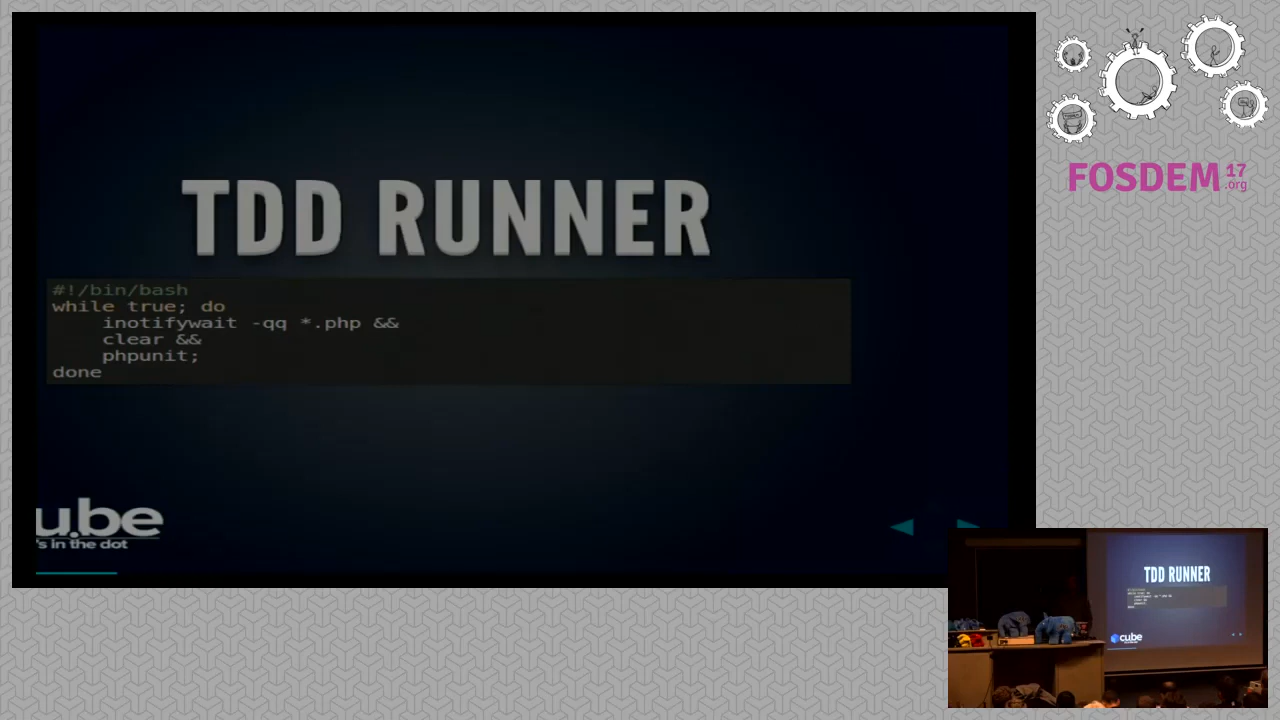 TDD RUNNER
#!/bin/bash
while true; do
    inotifywait -qq *.php &&
    clear &&
    phpunit;
done
u.be
's in the dot
FOSDEM 17
.org
TDD RUNNER
cube